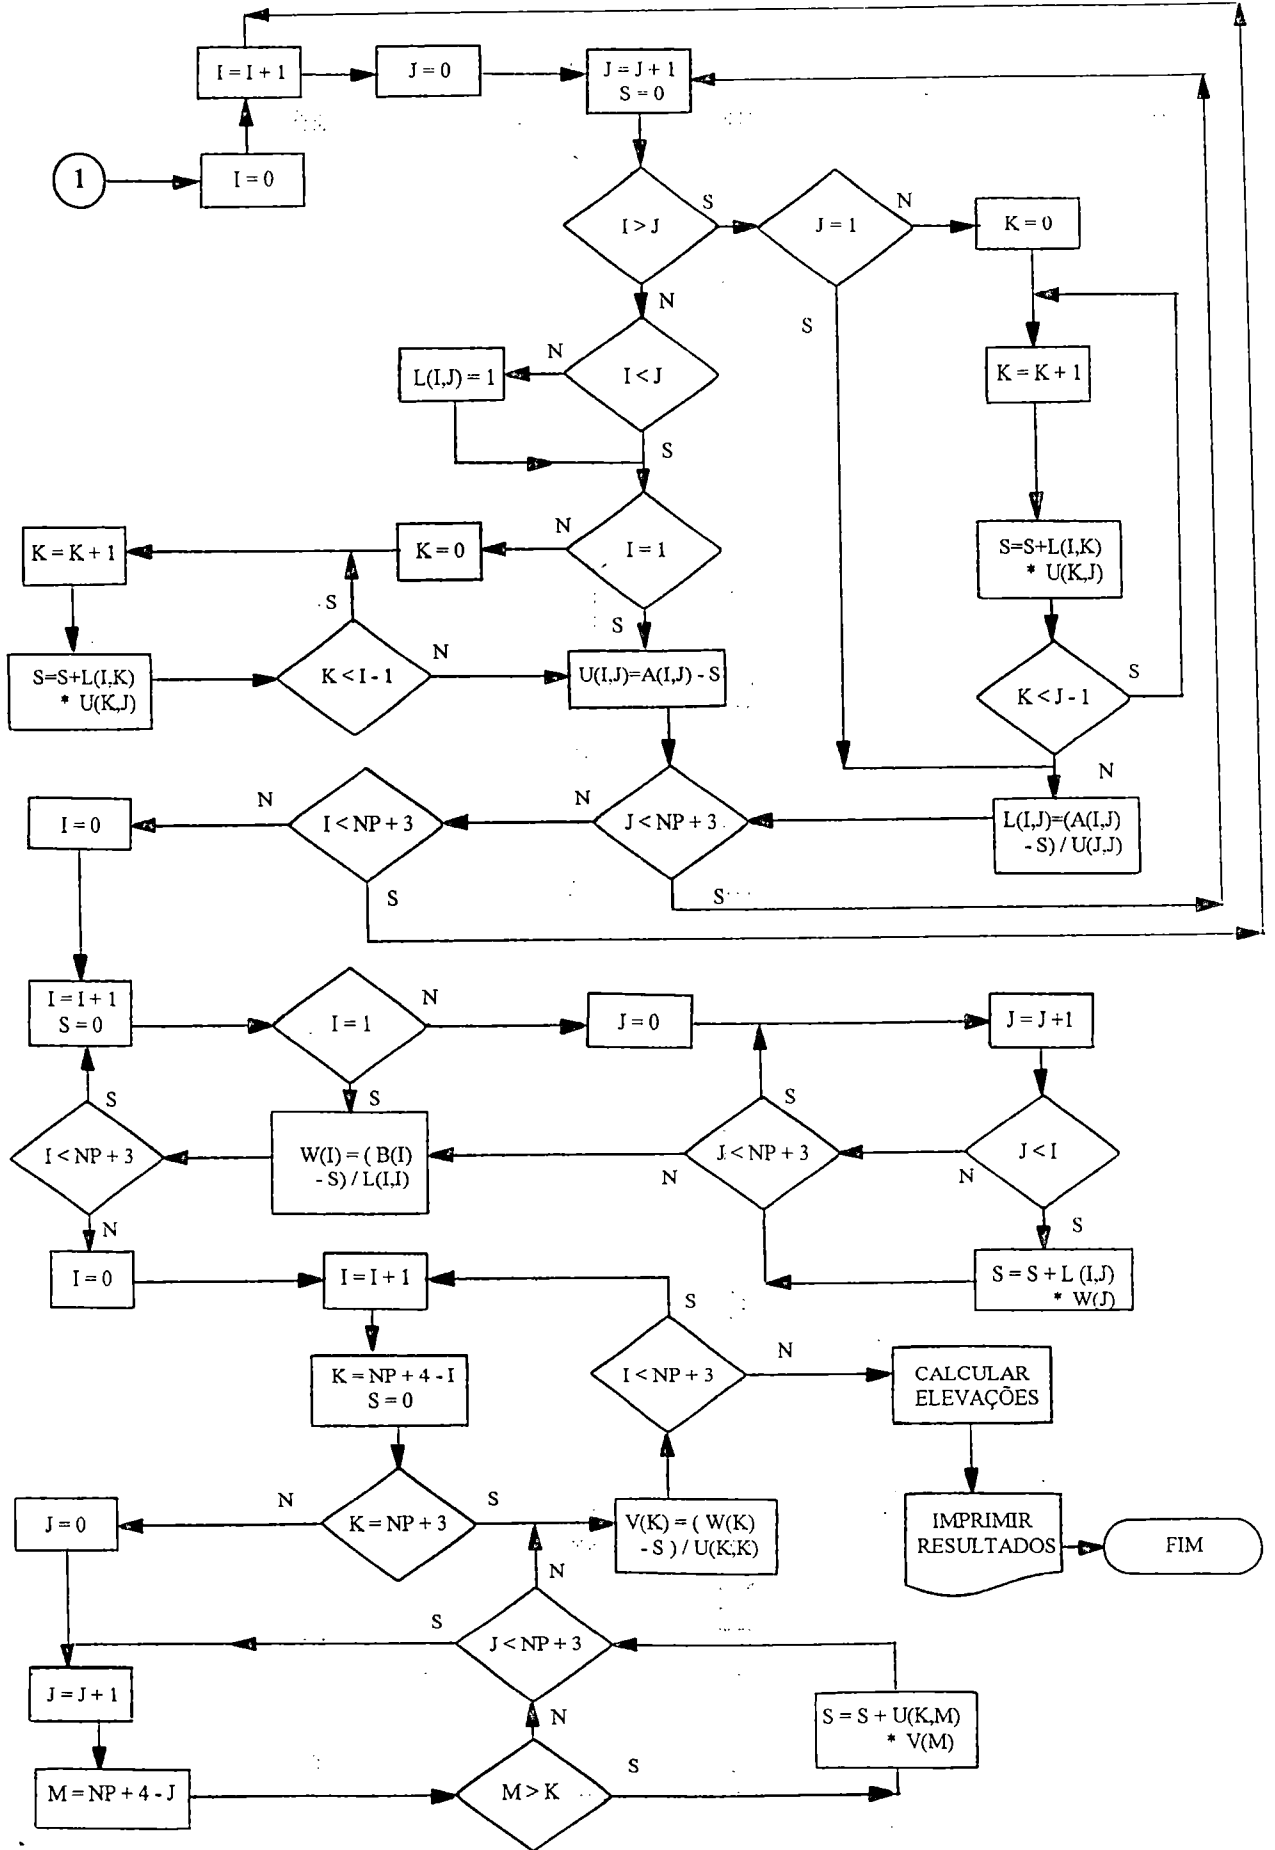 I = I + 1
J = 0
J = J + 1
S = 0
1
I = 0
I > J
S
J = 1
N
K = 0
N
S
I < J
N
L(I,J) = 1
K = K + 1
S
I = 1
N
K = 0
K = K + 1
S=S+L(I,K)
* U(K,J)
S
S
K < I - 1
N
S=S+L(I,K)
* U(K,J)
U(I,J)=A(I,J) - S
K < J - 1
S
N
I = 0
N
I < NP + 3
N
J < NP + 3
L(I,J)=(A(I,J)
- S) / U(J,J)
S
S
I = I + 1
S = 0
I = 1
N
J = 0
J = J +1
S
S
S
I < NP + 3
W(I) = ( B(I)
- S) / L(I,I)
N
J < NP + 3
N
J < I
N
S
I = 0
I = I + 1
S = S + L (I,J)
* W(J)
S
K = NP + 4 - I
S = 0
I < NP + 3
N
CALCULAR
ELEVAÇÕES
J = 0
N
K = NP + 3
S
V(K) = ( W(K)
- S ) / U(K,K)
IMPRIMIR
RESULTADOS
FIM
N
S
J < NP + 3
J = J + 1
N
S = S + U(K,M)
* V(M)
M = NP + 4 - J
M > K
S